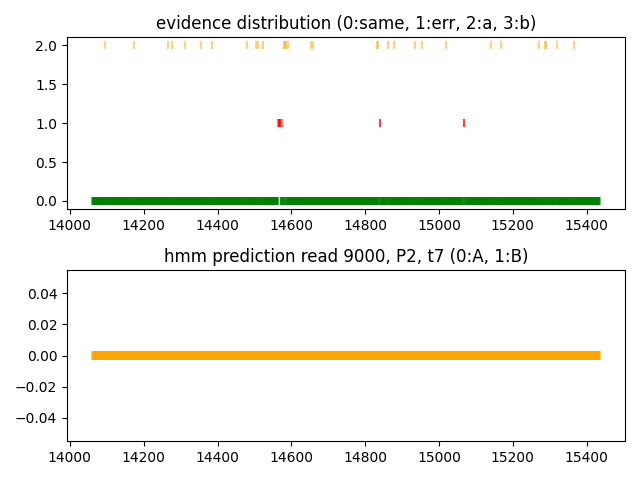 evidence distribution (0:same, 1:err, 2:a, 3:b)
2.0
1.5
1.0
0.5
0.0
14000 14200 14400 14600 14800 15000 15200 15400
hmm prediction read 9000, P2, t7 (0:A, 1:B)
0.04
0.02
0.00
−0.02
−0.04
14000 14200 14400 14600 14800 15000 15200 15400